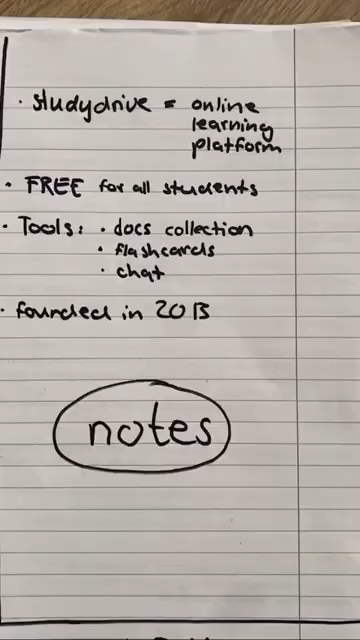 · studydrive = online
learning
platform
· FREE for all students
· Tools: · docs collection
· flashcards
· chat
· founded in 2013
notes